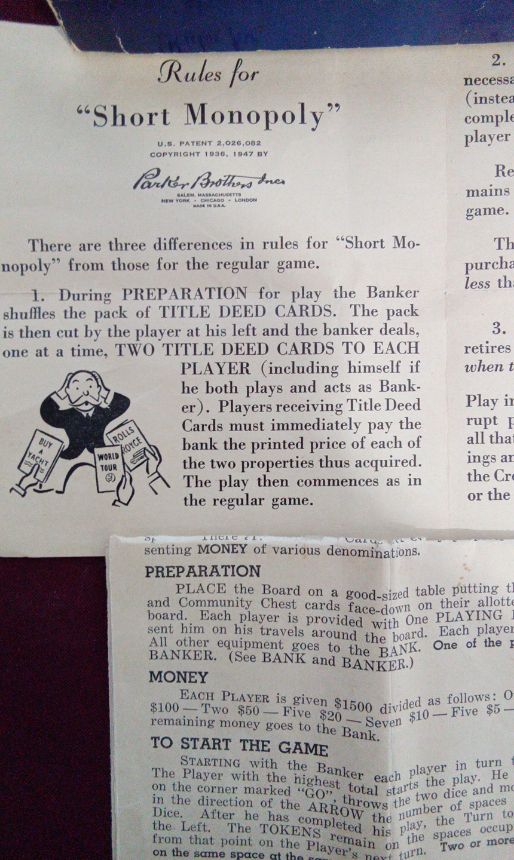 Rules for
"Short Monopoly"
U.S. PATENT 2,026,082
COPYRIGHT 1936, 1947 BY
Parker Brothers Inc
SALEM, MASSACHUSETTS
NEW YORK · CHICAGO · LONDON
MADE IN U.S.A.
There are three differences in rules for "Short Mo-
nopoly" from those for the regular game.
1. During PREPARATION for play the Banker
shuffles the pack of TITLE DEED CARDS. The pack
is then cut by the player at his left and the banker deals,
one at a time, TWO TITLE DEED CARDS TO EACH
PLAYER (including himself if
he both plays and acts as Bank-
er). Players receiving Title Deed
Cards must immediately pay the
bank the printed price of each of
the two properties thus acquired.
The play then commences as in
the regular game.
BUY
A
YACHT
WORLD
TOUR
ROLLS
ROYCE
2.
necessa
(instea
comple
player
Re
mains
game.
Th
purcha
less th
3.
retires
when t
Play in
rupt p
all that
ings an
the Cr
or the
senting MONEY of various denominations.
PREPARATION
PLACE the Board on a good-sized table putting th
and Community Chest cards face-down on their allotte
board. Each player is provided with One PLAYING
sent him on his travels around the board. Each player
All other equipment goes to the BANK. One of the p
BANKER. (See BANK and BANKER.)
MONEY
EACH PLAYER is given $1500 divided as follows: O
$100 — Two $50 — Five $20 — Seven $10 — Five $5 —
remaining money goes to the Bank.
TO START THE GAME
STARTING with the Banker each player in turn t
The Player with the highest total starts the play. He
on the corner marked "GO", throws the two dice and mo
in the direction of the ARROW the number of spaces
Dice. After he has completed his play, the Turn to
the Left. The TOKENS remain on the spaces occup
from that point on the Player's next turn. Two or more
on the same space at the